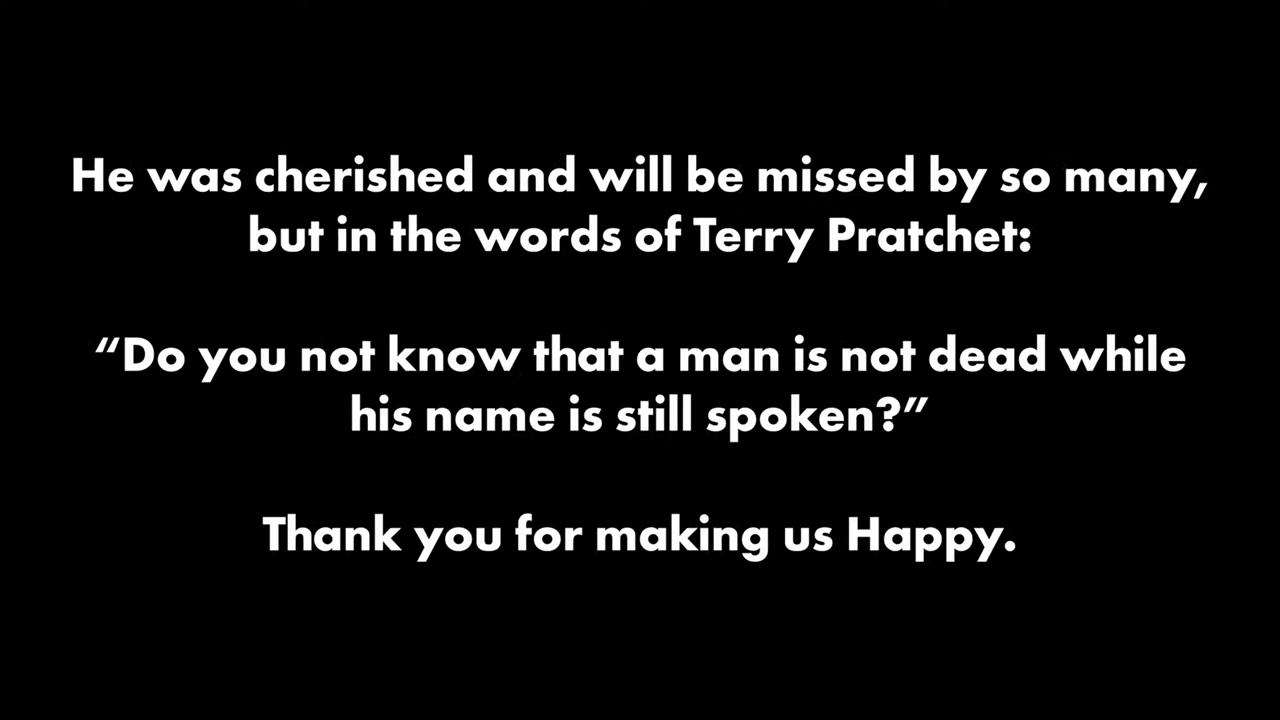 He was cherished and will be missed by so many,
but in the words of Terry Pratchet:
“Do you not know that a man is not dead while
his name is still spoken?”
Thank you for making us Happy.